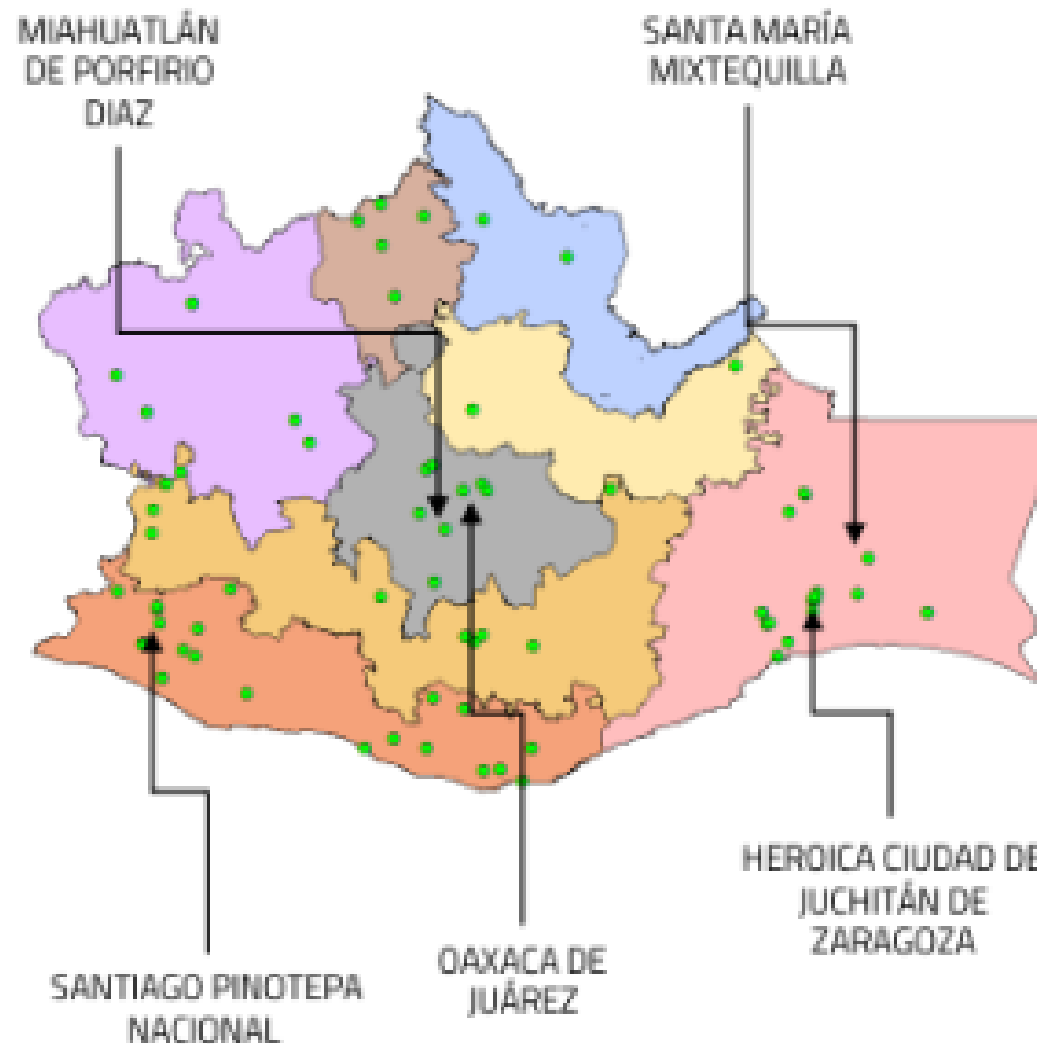 MIAHUATLÁN
DE PORFIRIO
DIAZ
SANTA MARÍA
MIXTEQUILLA
HEROICA CIUDAD DE
JUCHITÁN DE
ZARAGOZA
OAXACA DE
JUÁREZ
SANTIAGO PINOTEPA
NACIONAL